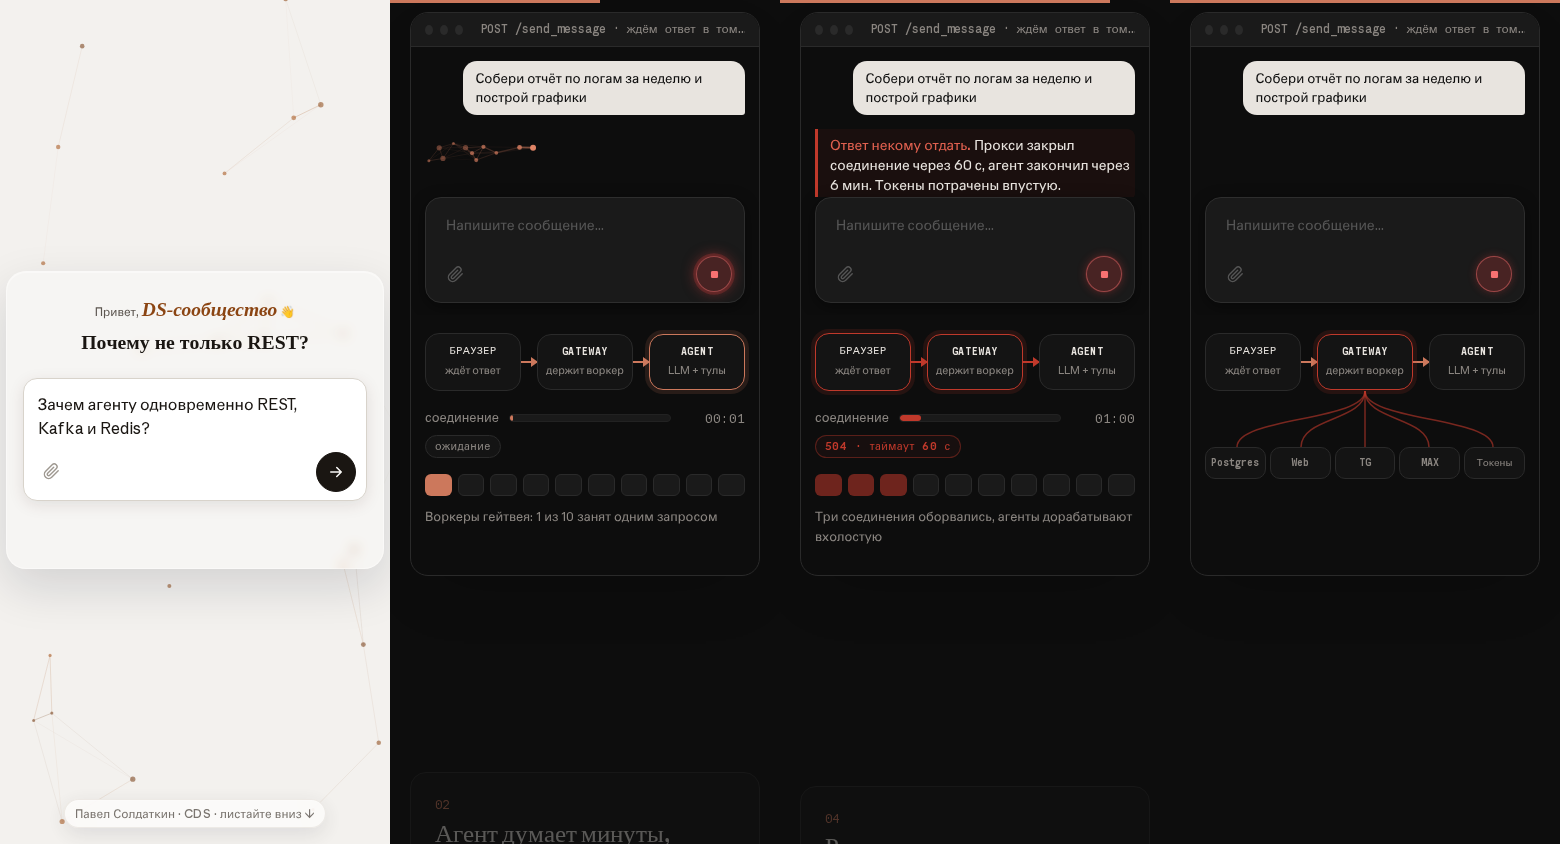 Привет, DS-сообщество 👋
Почему не только REST?
Зачем агенту одновременно REST,
Kafka и Redis?
Павел Солдаткин · CDS · листайте вниз ↓
POST /send_message · ждём ответ в том…
Собери отчёт по логам за неделю и
построй графики
Напишите сообщение…
БРАУЗЕР
ждёт ответ
GATEWAY
держит воркер
AGENT
LLM + тулы
соединение
00:01
ожидание
Воркеры гейтвея: 1 из 10 занят одним запросом
02
Агент думает минуты,
POST /send_message · ждём ответ в том…
Собери отчёт по логам за неделю и
построй графики
Ответ некому отдать. Прокси закрыл
соединение через 60 с, агент закончил через
6 мин. Токены потрачены впустую.
Напишите сообщение…
БРАУЗЕР
ждёт ответ
GATEWAY
держит воркер
AGENT
LLM + тулы
соединение
01:00
504 · таймаут 60 с
Три соединения оборвались, агенты дорабатывают
вхолостую
04
POST /send_message · ждём ответ в том…
Собери отчёт по логам за неделю и
построй графики
Напишите сообщение…
БРАУЗЕР
ждёт ответ
GATEWAY
держит воркер
AGENT
LLM + тулы
Postgres
Web
TG
MAX
Токены